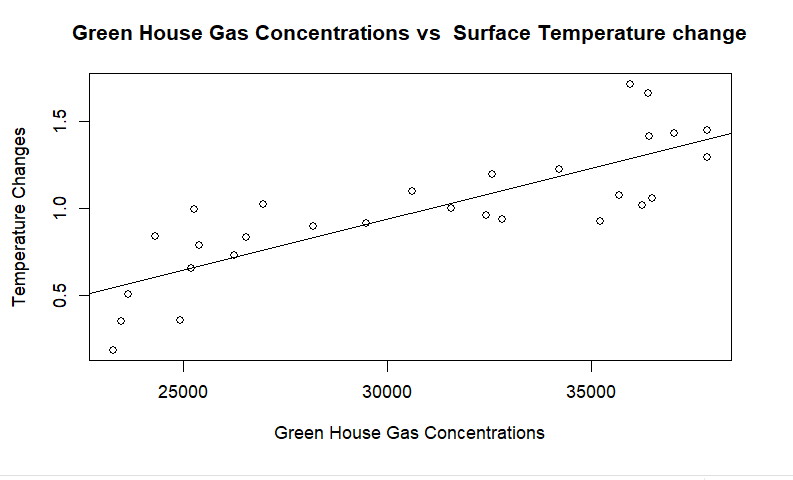 Green House Gas Concentrations vs  Surface Temperature change
Temperature Changes
1.5
1.0
0.5
25000
30000
35000
Green House Gas Concentrations